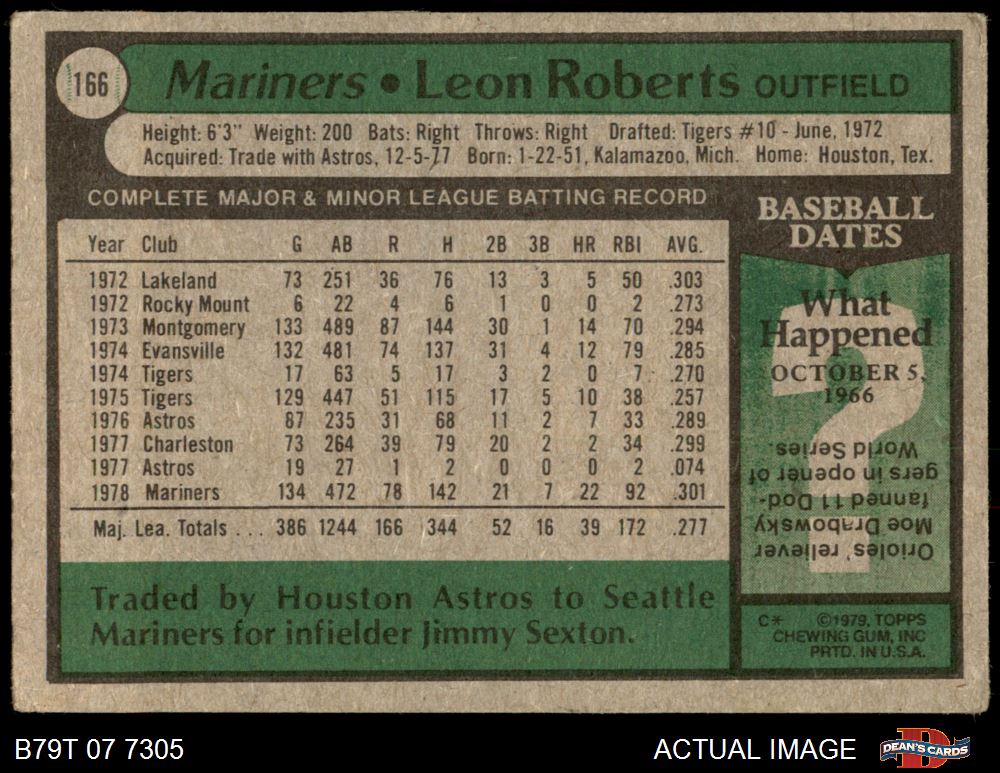 166
Mariners • Leon Roberts OUTFIELD
Height: 6'3" Weight: 200 Bats: Right Throws: Right Drafted: Tigers #10 - June, 1972
Acquired: Trade with Astros, 12-5-77 Born: 1-22-51, Kalamazoo, Mich. Home: Houston, Tex.
COMPLETE MAJOR & MINOR LEAGUE BATTING RECORD
Year Club G AB R H 2B 3B HR RBI AVG.
1972 Lakeland 73 251 36 76 13 3 5 50 .303
1972 Rocky Mount 6 22 4 6 1 0 0 2 .273
1973 Montgomery 133 489 87 144 30 1 14 70 .294
1974 Evansville 132 481 74 137 31 4 12 79 .285
1974 Tigers 17 63 5 17 3 2 0 7 .270
1975 Tigers 129 447 51 115 17 5 10 38 .257
1976 Astros 87 235 31 68 11 2 7 33 .289
1977 Charleston 73 264 39 79 20 2 2 34 .299
1977 Astros 19 27 1 2 0 0 0 2 .074
1978 Mariners 134 472 78 142 21 7 22 92 .301
Maj. Lea. Totals . . . 386 1244 166 344 52 16 39 172 .277
Traded by Houston Astros to Seattle
Mariners for infielder Jimmy Sexton.
BASEBALL
DATES
What
Happened
OCTOBER 5,
1966
Orioles' reliever
Moe Drabowsky
fanned 11 Dod-
gers in opener of
World Series.
C* ©1979, TOPPS
CHEWING GUM, INC
PRTD. IN U.S.A.
B79T 07 7305
ACTUAL IMAGE
DEAN'S CARDS